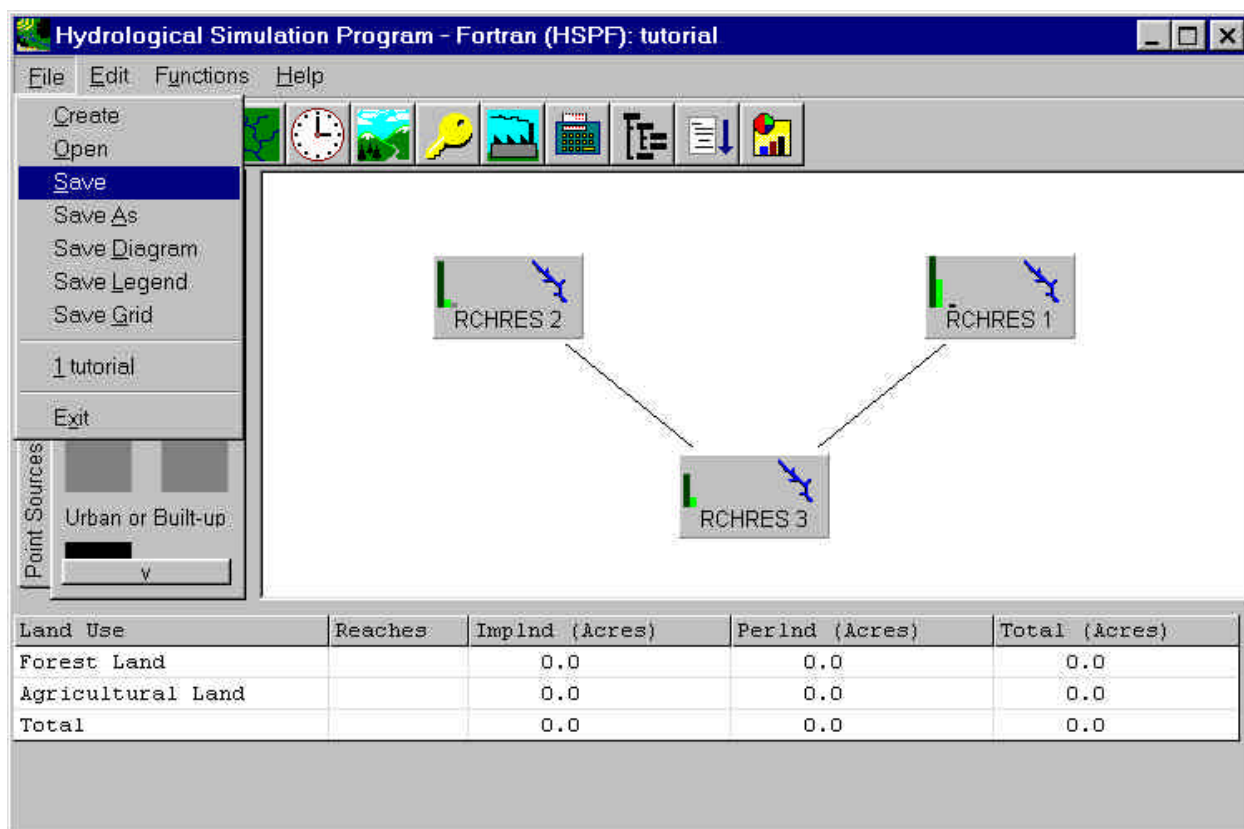 Hydrological Simulation Program - Fortran (HSPF): tutorial
File Edit Functions Help
Create
Open
Save
Save As
Save Diagram
Save Legend
Save Grid
1 tutorial
Exit
RCHRES 2
RCHRES 1
RCHRES 3
Point Sources
Urban or Built-up
v
Land Use Reaches Implnd (Acres) Perlnd (Acres) Total (Acres)
Forest Land 0.0 0.0 0.0
Agricultural Land 0.0 0.0 0.0
Total 0.0 0.0 0.0